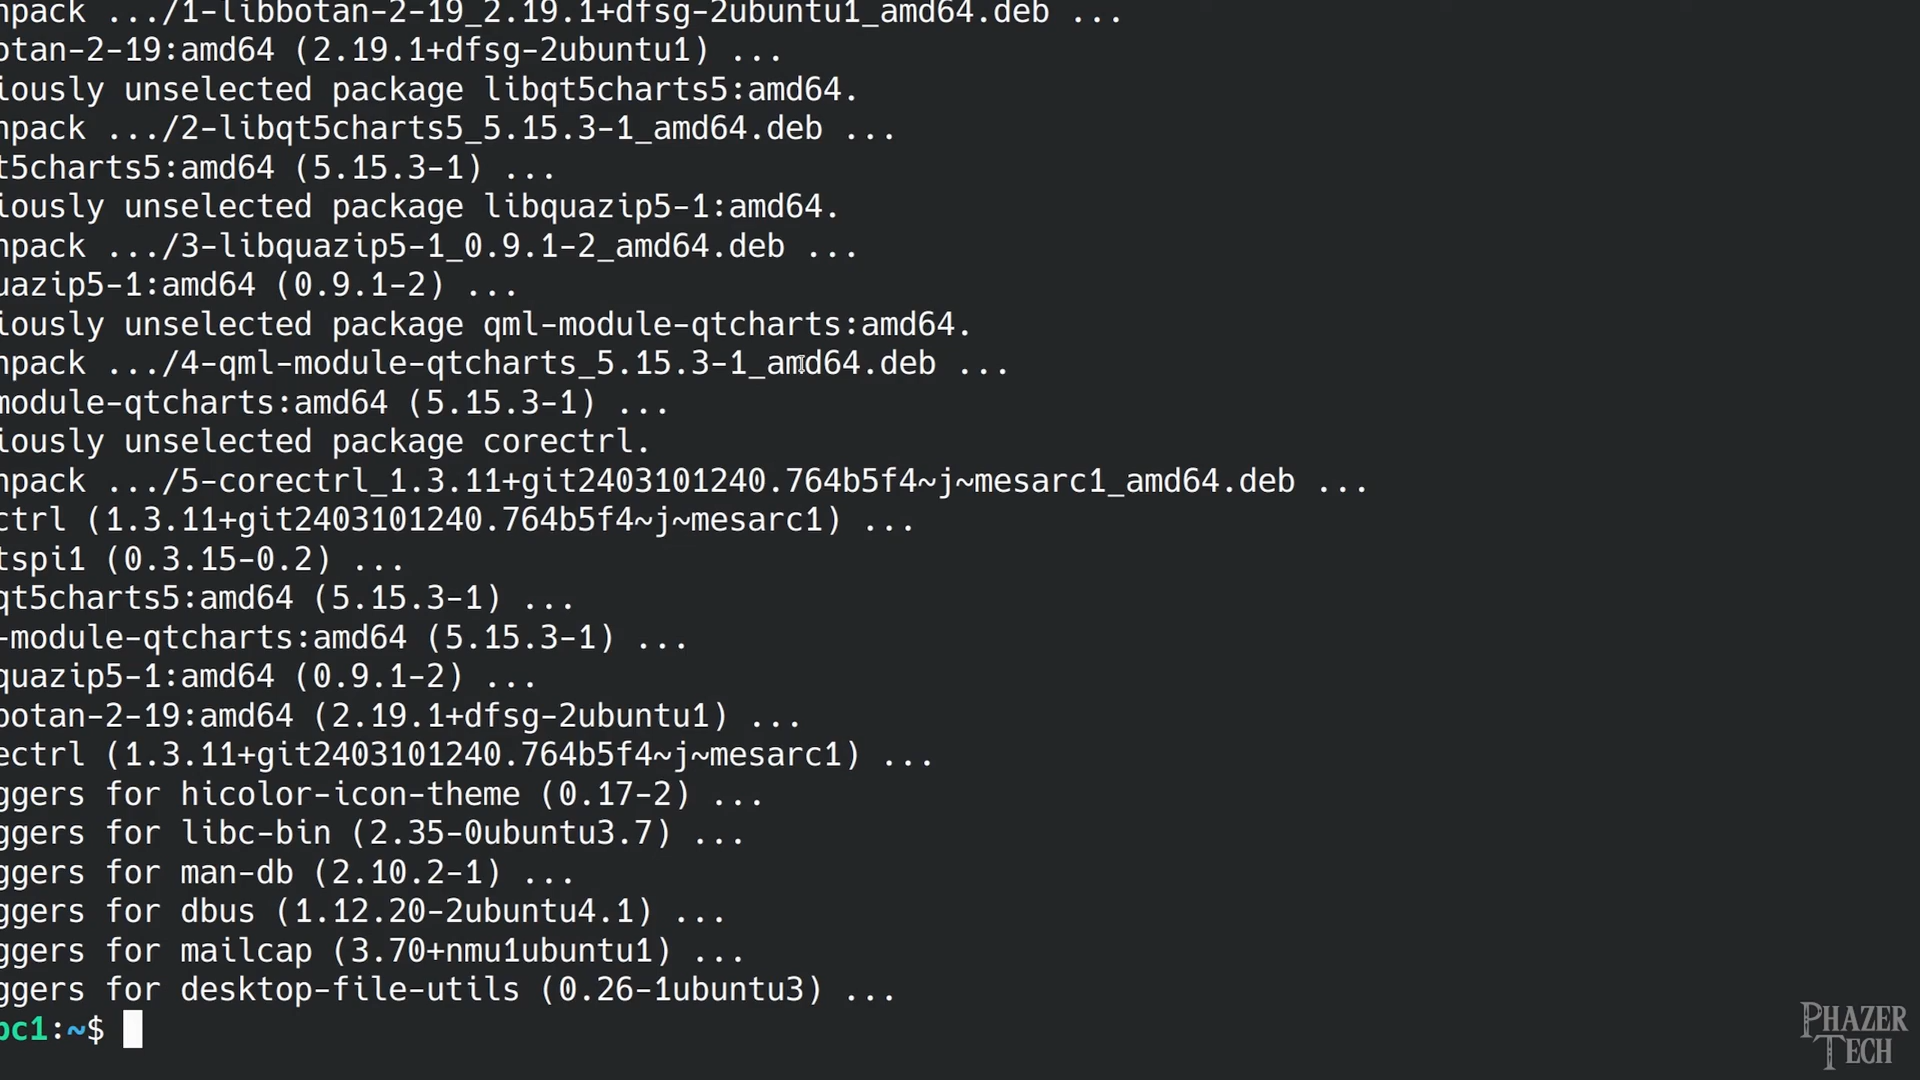 npack .../1-libbotan-2-19_2.19.1+dfsg-2ubuntu1_amd64.deb ...
otan-2-19:amd64 (2.19.1+dfsg-2ubuntu1) ...
iously unselected package libqt5charts5:amd64.
npack .../2-libqt5charts5_5.15.3-1_amd64.deb ...
t5charts5:amd64 (5.15.3-1) ...
iously unselected package libquazip5-1:amd64.
npack .../3-libquazip5-1_0.9.1-2_amd64.deb ...
uazip5-1:amd64 (0.9.1-2) ...
iously unselected package qml-module-qtcharts:amd64.
npack .../4-qml-module-qtcharts_5.15.3-1_amd64.deb ...
module-qtcharts:amd64 (5.15.3-1) ...
iously unselected package corectrl.
npack .../5-corectrl_1.3.11+git2403101240.764b5f4~j~mesarc1_amd64.deb ...
ctrl (1.3.11+git2403101240.764b5f4~j~mesarc1) ...
tspi1 (0.3.15-0.2) ...
qt5charts5:amd64 (5.15.3-1) ...
-module-qtcharts:amd64 (5.15.3-1) ...
quazip5-1:amd64 (0.9.1-2) ...
botan-2-19:amd64 (2.19.1+dfsg-2ubuntu1) ...
ectrl (1.3.11+git2403101240.764b5f4~j~mesarc1) ...
ggers for hicolor-icon-theme (0.17-2) ...
ggers for libc-bin (2.35-0ubuntu3.7) ...
ggers for man-db (2.10.2-1) ...
ggers for dbus (1.12.20-2ubuntu4.1) ...
ggers for mailcap (3.70+nmu1ubuntu1) ...
ggers for desktop-file-utils (0.26-1ubuntu3) ...
pc1:~$
PHAZER
TECH